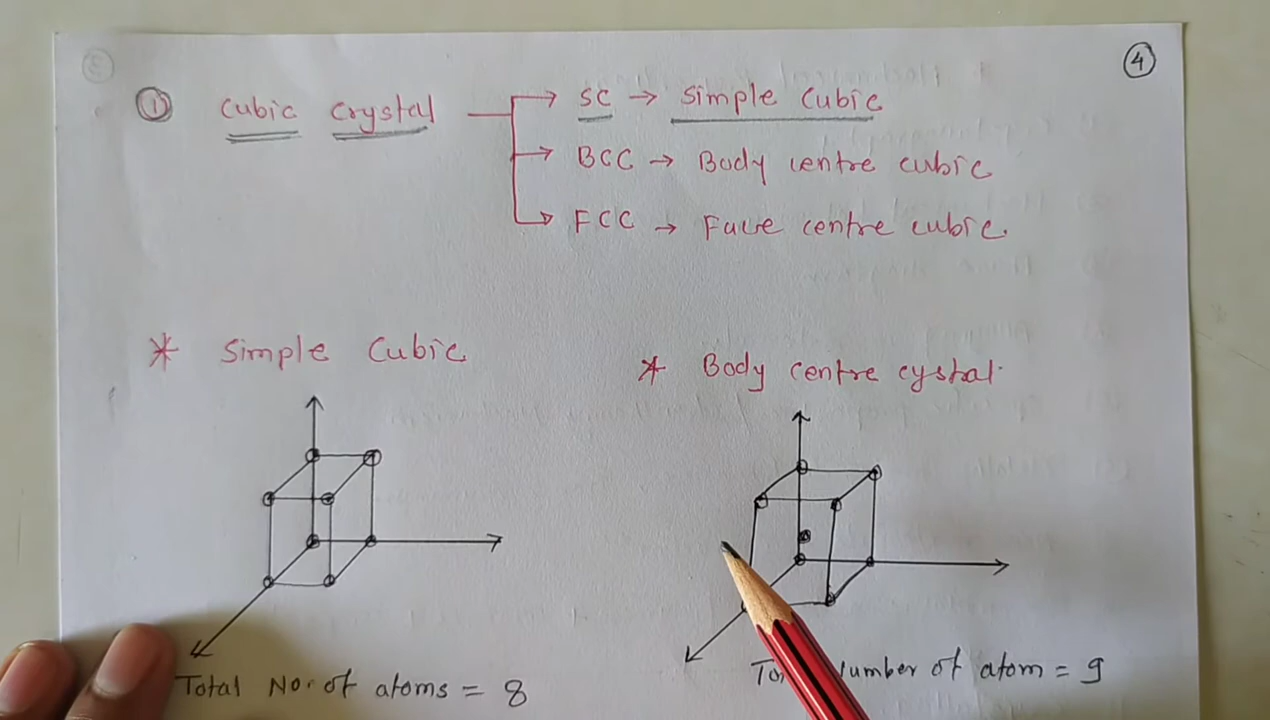 4
① Cubic Crystal → SC → Simple Cubic
BCC → Body centre cubic
FCC → Face centre cubic.
* Simple Cubic
* Body centre cystal.
Total No. of atoms = 8
number of atom = 9